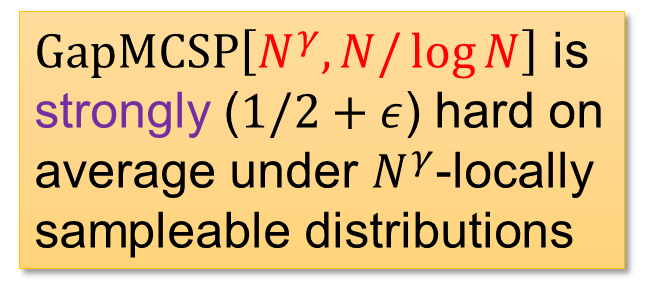 GapMCSP[N^γ, N/ log N] is
strongly (1/2 + ϵ) hard on
average under N^γ-locally
sampleable distributions